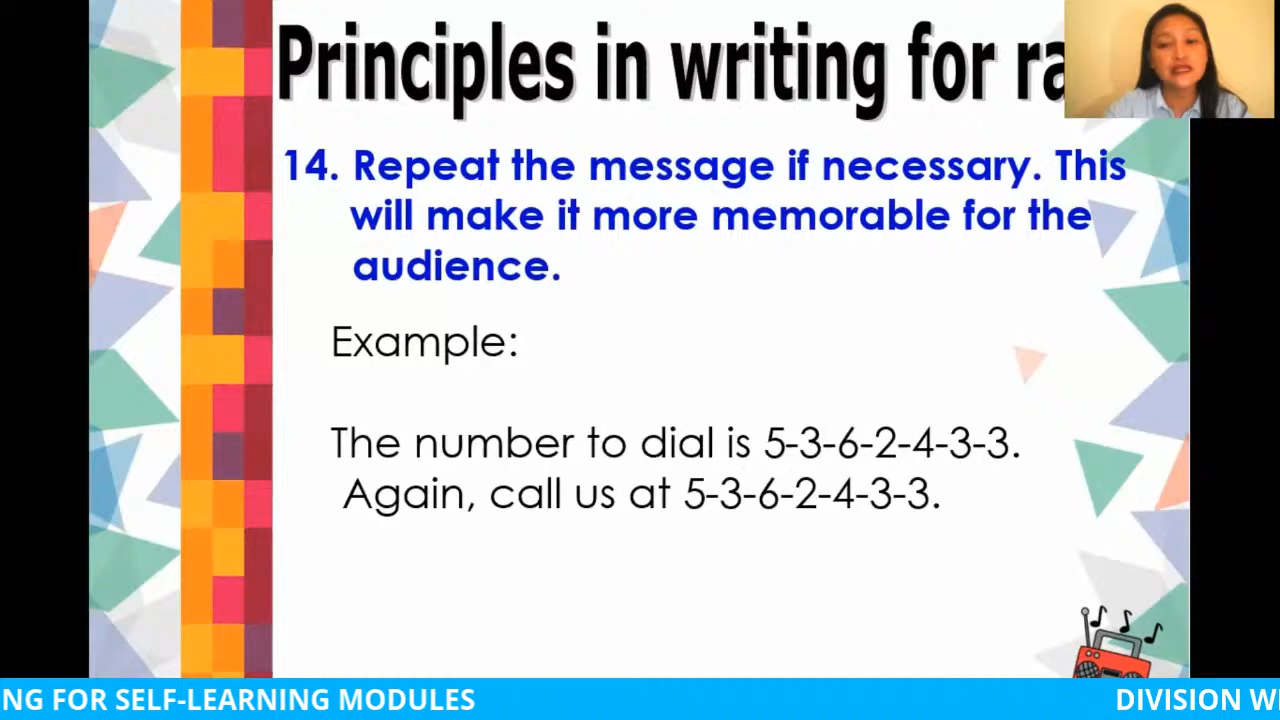 Principles in writing for ra
14. Repeat the message if necessary. This
will make it more memorable for the
audience.
Example:
The number to dial is 5-3-6-2-4-3-3.
Again, call us at 5-3-6-2-4-3-3.
NG FOR SELF-LEARNING MODULES
DIVISION W